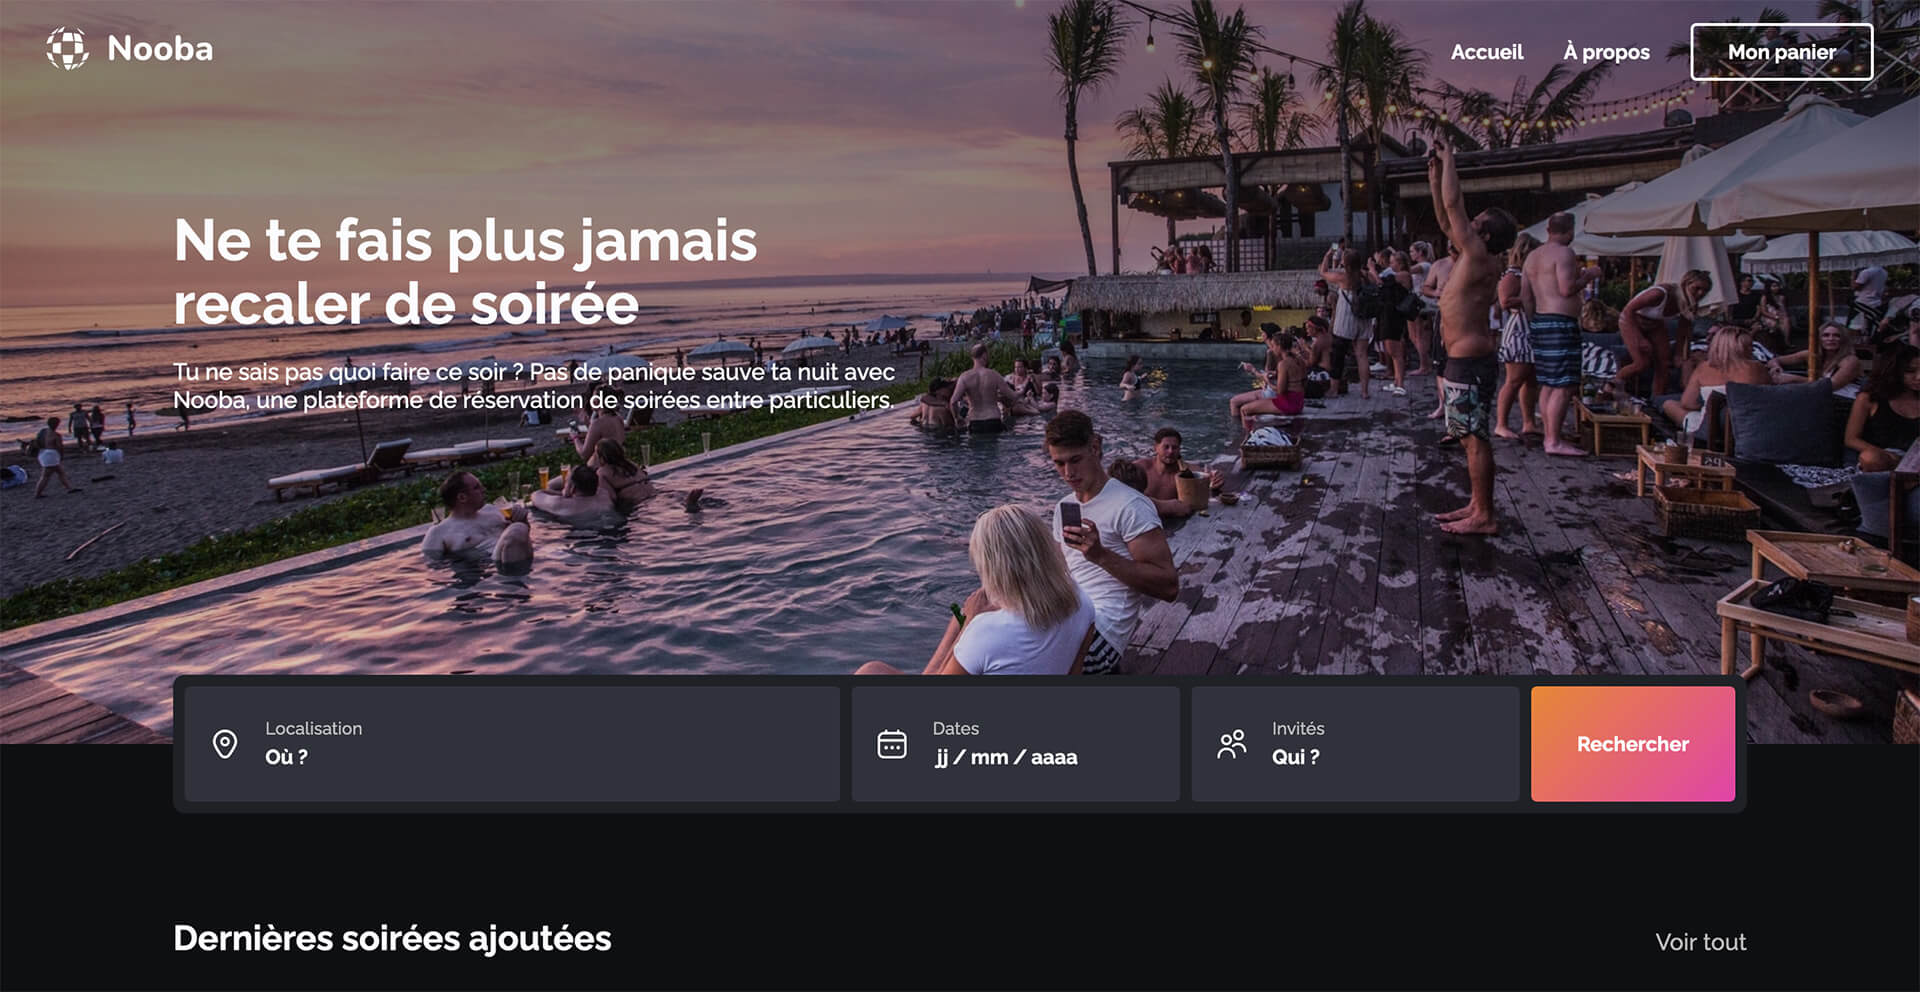 Nooba
Accueil
À propos
Mon panier
Ne te fais plus jamais
recaler de soirée
Tu ne sais pas quoi faire ce soir ? Pas de panique sauve ta nuit avec
Nooba, une plateforme de réservation de soirées entre particuliers.
Localisation
Où ?
Dates
jj / mm / aaaa
Invités
Qui ?
Rechercher
Dernières soirées ajoutées
Voir tout